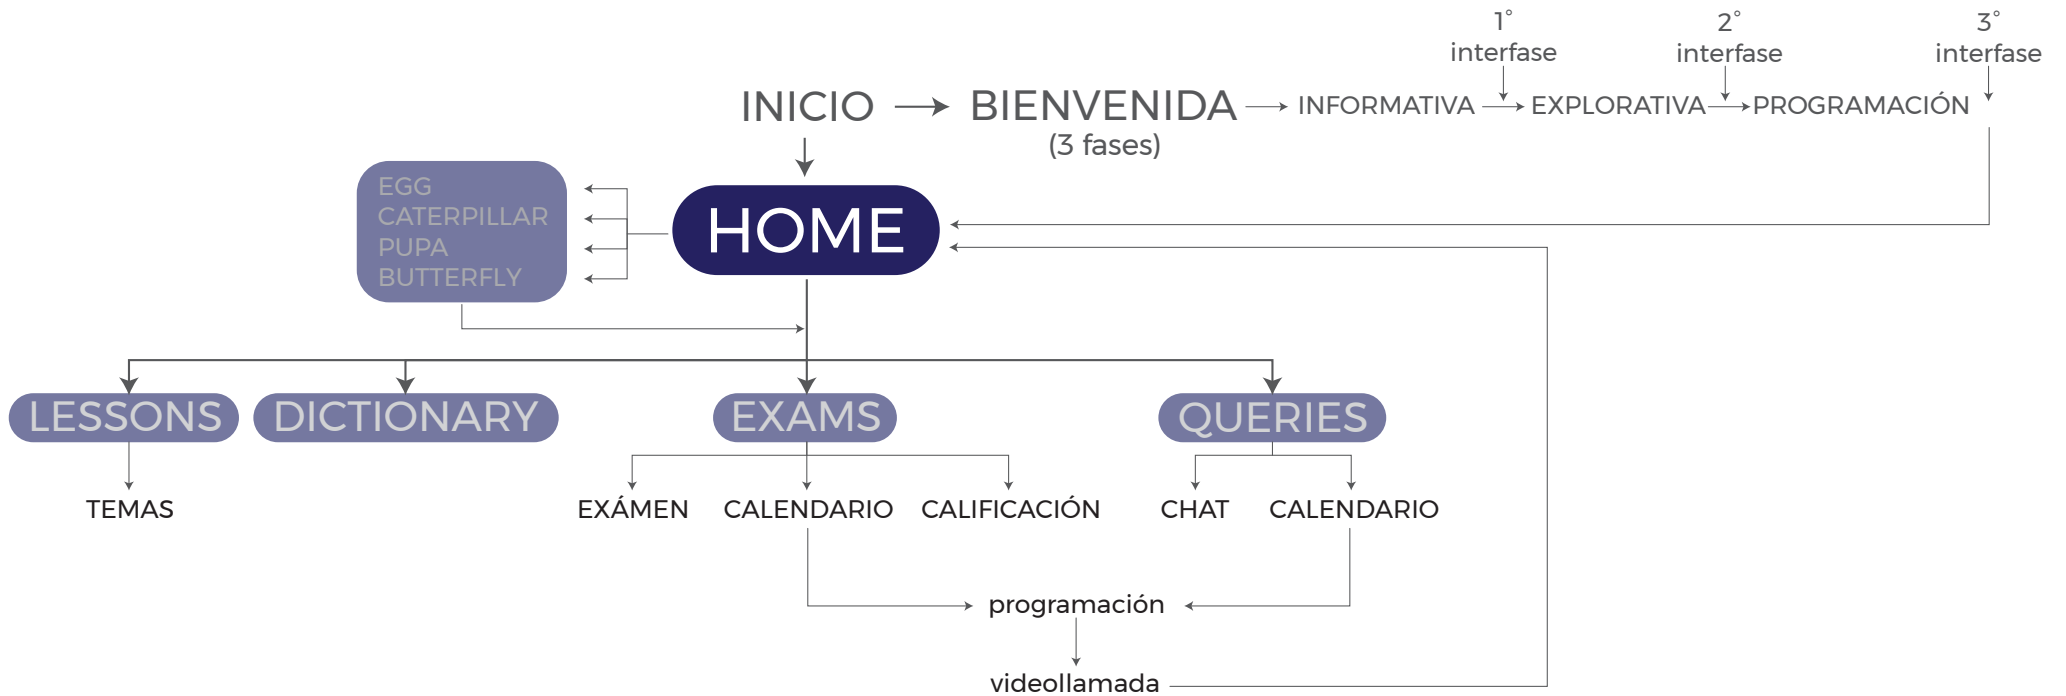 1° interfase
2° interfase
3° interfase
INICIO
BIENVENIDA
(3 fases)
INFORMATIVA
EXPLORATIVA
PROGRAMACIÓN
HOME
EGG
CATERPILLAR
PUPA
BUTTERFLY
LESSONS
DICTIONARY
EXAMS
QUERIES
TEMAS
EXÁMEN
CALENDARIO
CALIFICACIÓN
CHAT
CALENDARIO
programación
videollamada